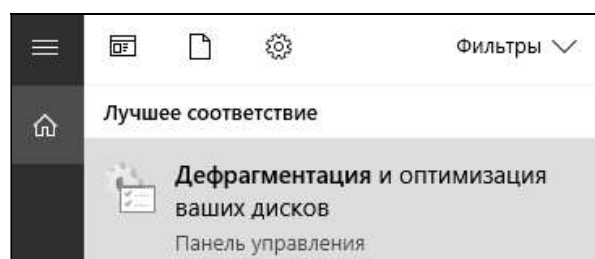 Фильтры
Лучшее соответствие
Дефрагментация и оптимизация
ваших дисков
Панель управления